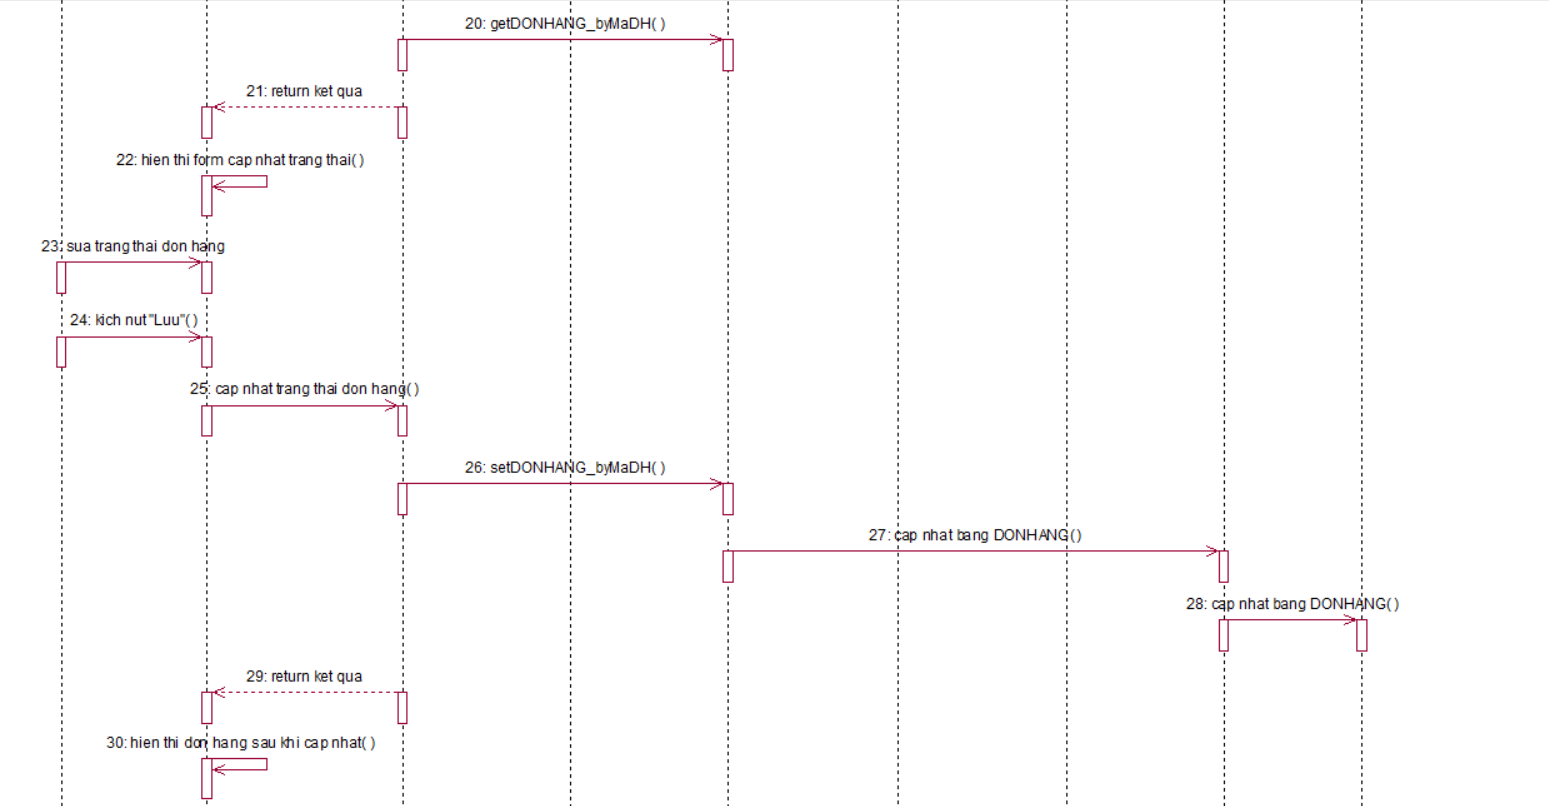 20: getDONHANG_byMaDH( )
21: return ket qua
22: hien thi form cap nhat trang thai( )
23: sua trang thai don hang
24: kich nut "Luu"( )
25: cap nhat trang thai don hang( )
26: setDONHANG_byMaDH( )
27: cap nhat bang DONHANG( )
28: cap nhat bang DONHANG( )
29: return ket qua
30: hien thi don hang sau khi cap nhat( )